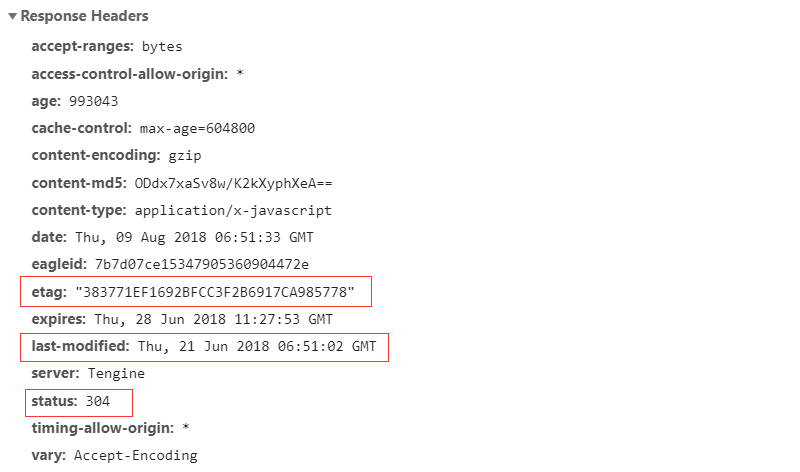 Response Headers
accept-ranges: bytes
access-control-allow-origin: *
age: 993043
cache-control: max-age=604800
content-encoding: gzip
content-md5: ODdx7xaSv8w/K2kXyphXeA==
content-type: application/x-javascript
date: Thu, 09 Aug 2018 06:51:33 GMT
eagleid: 7b7d07ce15347905360904472e
etag: "383771EF1692BFCC3F2B6917CA985778"
expires: Thu, 28 Jun 2018 11:27:53 GMT
last-modified: Thu, 21 Jun 2018 06:51:02 GMT
server: Tengine
status: 304
timing-allow-origin: *
vary: Accept-Encoding